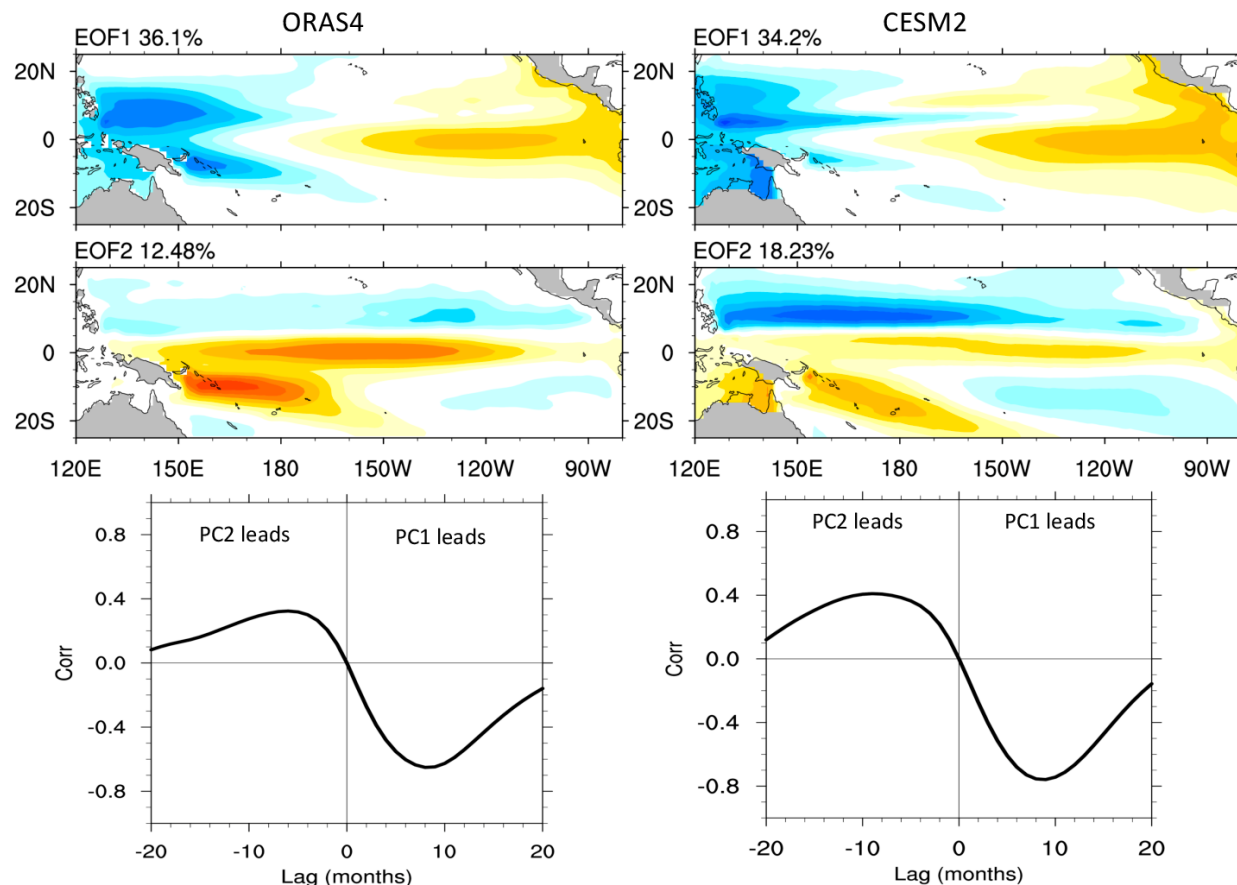 ORAS4
EOF1 36.1%
20N
0
20S
EOF2 12.48%
20N
0
20S
120E 150E 180 150W 120W 90W
PC2 leads PC1 leads
0.8
0.4
0.0
-0.4
-0.8
Corr
-20 -10 0 10 20
Lag (months)
CESM2
EOF1 34.2%
20N
0
20S
EOF2 18.23%
20N
0
20S
120E 150E 180 150W 120W 90W
PC2 leads PC1 leads
0.8
0.4
0.0
-0.4
-0.8
Corr
-20 -10 0 10 20
Lag (months)